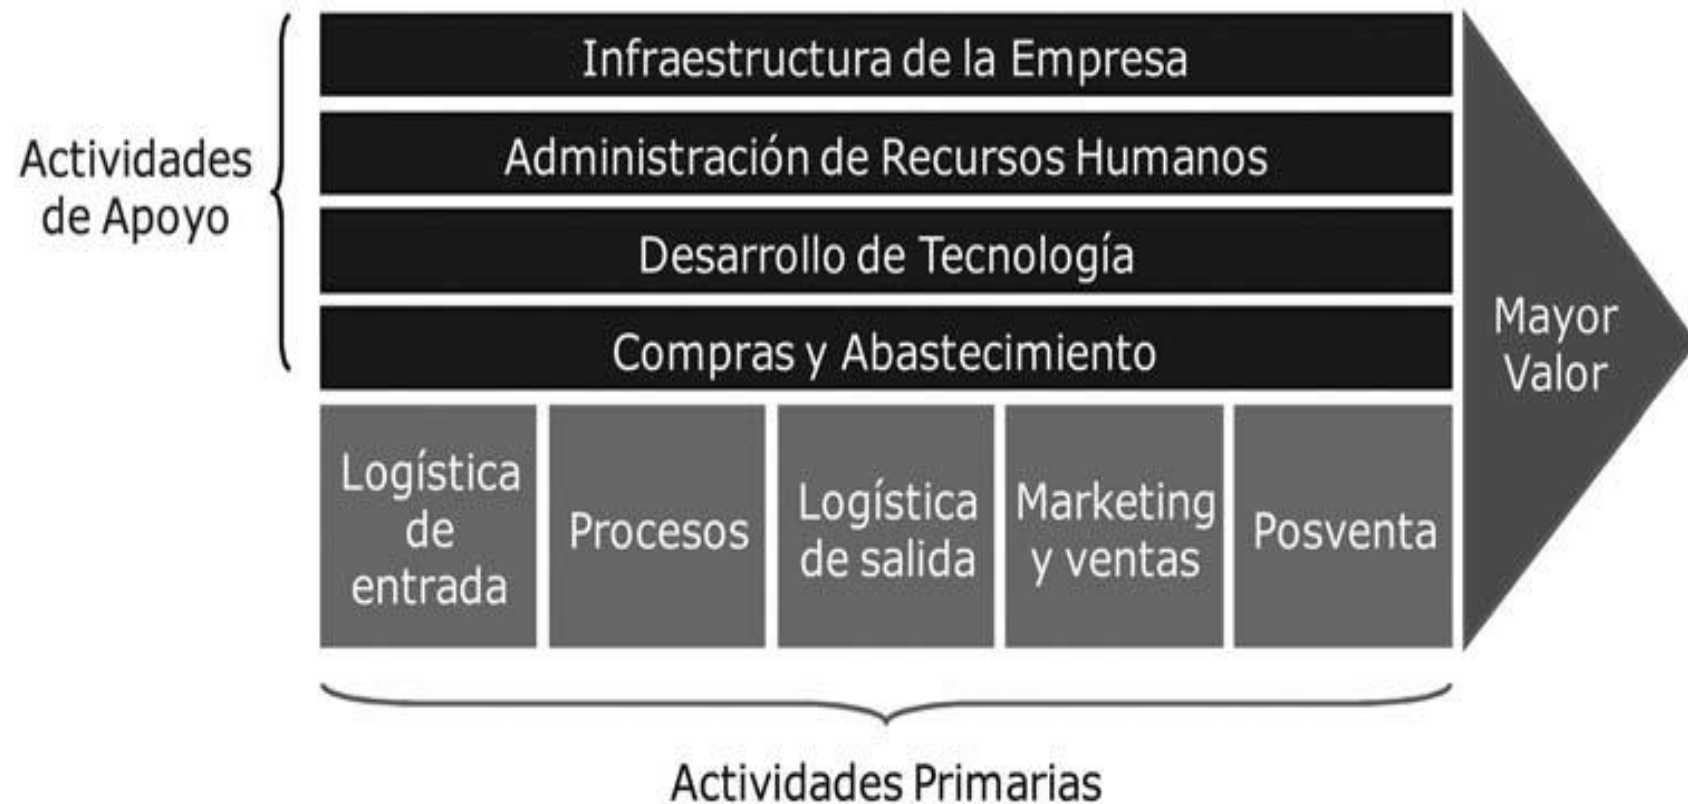 Infraestructura de la Empresa
Administración de Recursos Humanos
Desarrollo de Tecnología
Compras y Abastecimiento
Actividades
de Apoyo
Logística
de
entrada
Procesos
Logística
de salida
Marketing
y ventas
Posventa
Mayor
Valor
Actividades Primarias